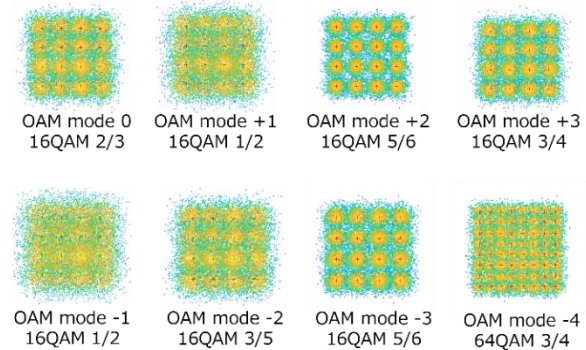 OAM mode 0
16QAM 2/3
OAM mode +1
16QAM 1/2
OAM mode +2
16QAM 5/6
OAM mode +3
16QAM 3/4
OAM mode -1
16QAM 1/2
OAM mode -2
16QAM 3/5
OAM mode -3
16QAM 5/6
OAM mode -4
64QAM 3/4